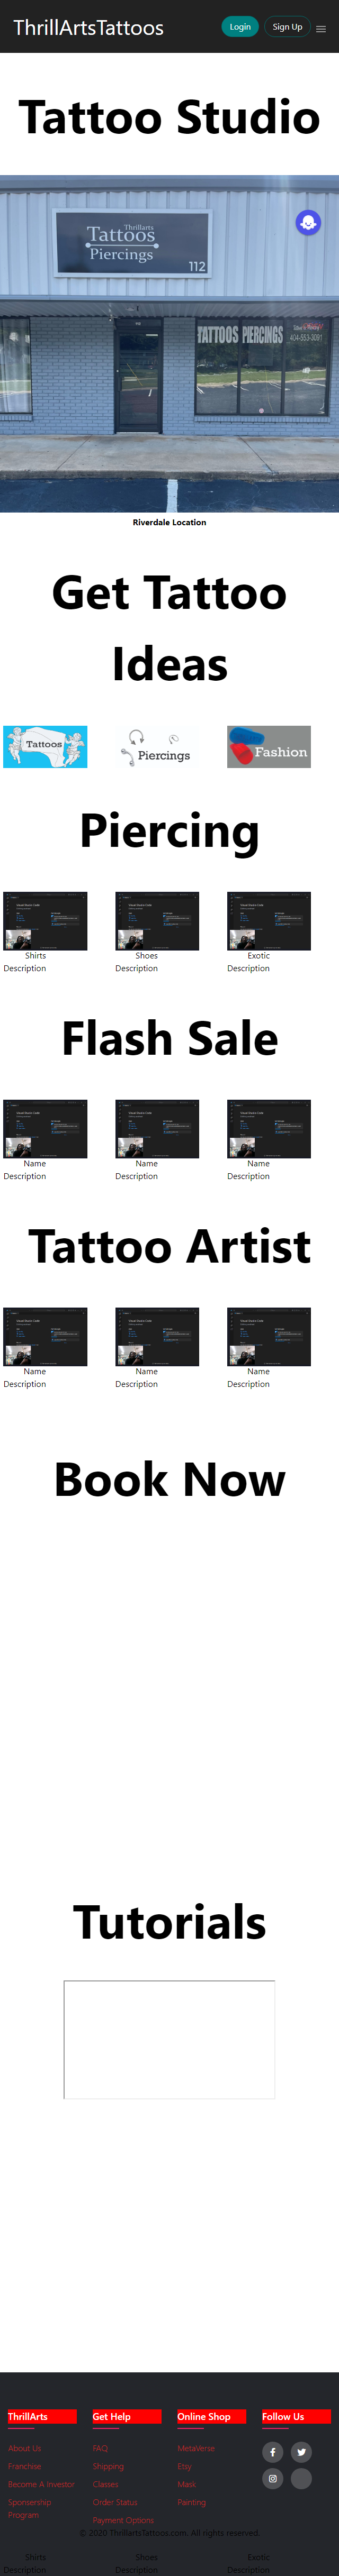 ThrillArtsTattoos
Login
Sign Up
Tattoo Studio
Thrillarts
Tattoos
Piercings
112
TATTOOS PIERCINGS
404-553-3091
Riverdale Location
Get Tattoo
Ideas
Tattoos
Piercings
Fashion
Piercing
Shirts
Shoes
Exotic
Description
Description
Description
Flash Sale
Name
Name
Name
Description
Description
Description
Tattoo Artist
Name
Name
Name
Description
Description
Description
Book Now
Tutorials
ThrillArts
About Us
Franchise
Become A Investor
Sponsership
Program
Get Help
FAQ
Shipping
Classes
Order Status
Payment Options
Online Shop
MetaVerse
Etsy
Mask
Painting
Follow Us
© 2020 ThrillartsTattoos.com. All rights reserved.
Shirts
Shoes
Exotic
Description
Description
Description